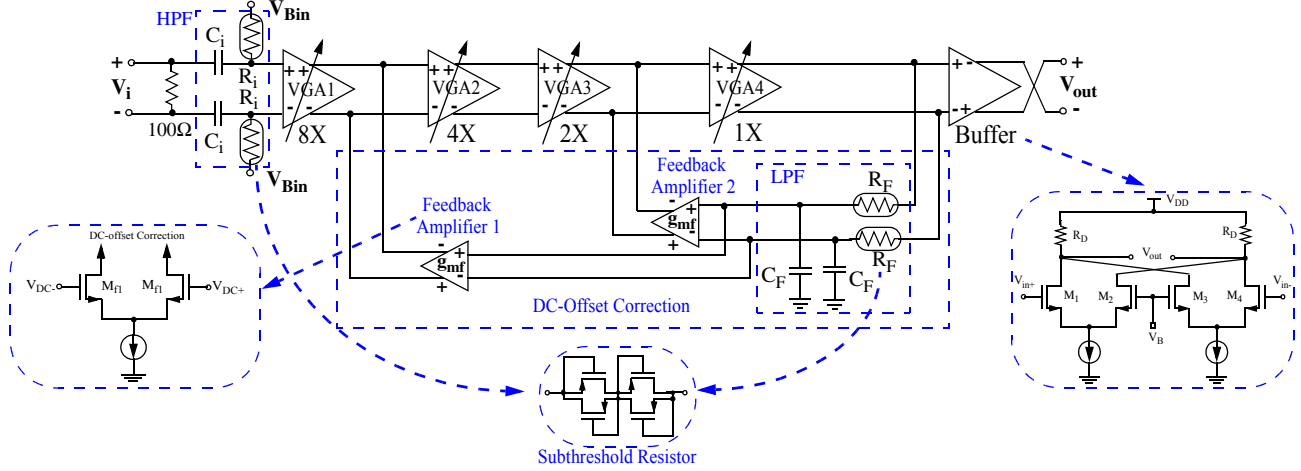 HPF
V_Bin
C_i
R_i
+ V_i -
100Ω
R_i
C_i
V_Bin
+ + VGA1 - -
8X
+ + VGA2 - -
4X
+ + VGA3 - -
2X
+ + VGA4 - -
1X
+ - - +
Buffer
+ V_out -
Feedback
Amplifier 2
- g_mf + + -
LPF
R_F
R_F
C_F
C_F
Feedback
Amplifier 1
- g_mf + + -
DC-Offset Correction
DC-offset Correction
V_DC-
M_f1
M_f1
V_DC+
Subthreshold Resistor
V_DD
R_D
R_D
V_out
V_in+
M_1
M_2
M_3
M_4
V_in-
V_B